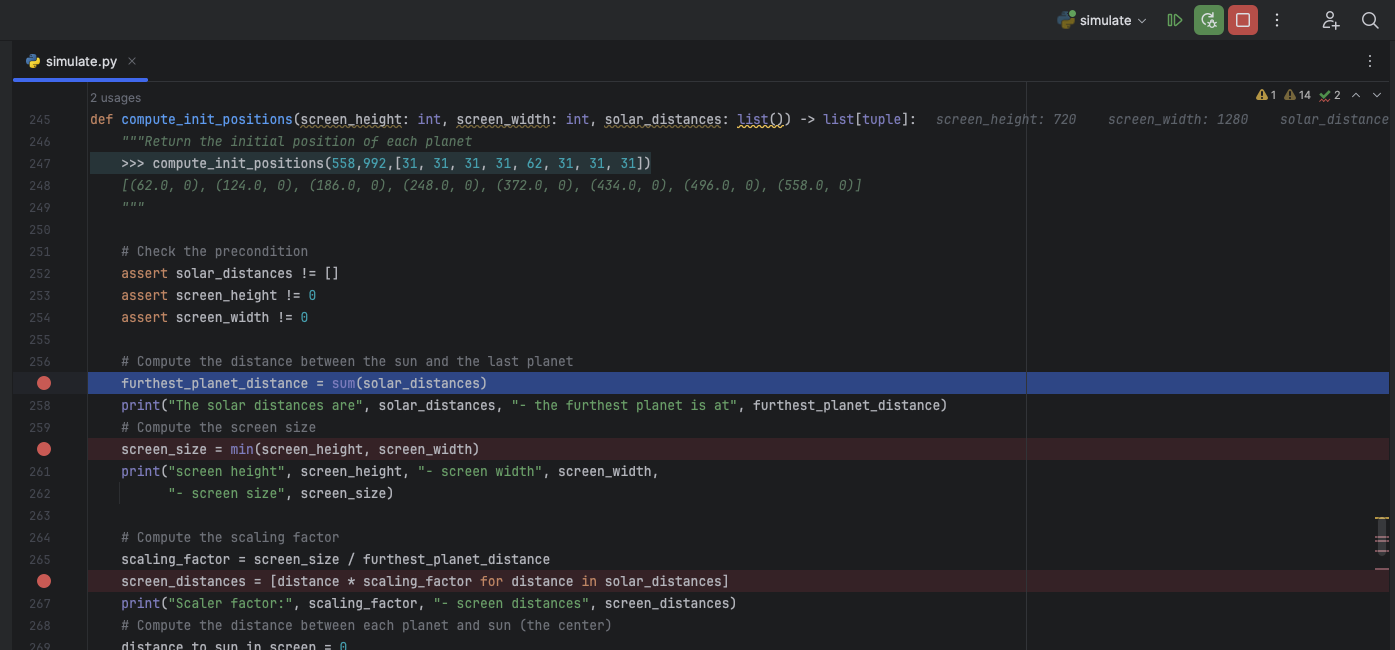 simulate
simulate.py
2 usages
1 14 2
245 def compute_init_positions(screen_height: int, screen_width: int, solar_distances: list()) -> list[tuple]: screen_height: 720 screen_width: 1280 solar_distance
246 """Return the initial position of each planet
247 >>> compute_init_positions(558,992,[31, 31, 31, 31, 62, 31, 31, 31])
248 [(62.0, 0), (124.0, 0), (186.0, 0), (248.0, 0), (372.0, 0), (434.0, 0), (496.0, 0), (558.0, 0)]
249 """
250
251 # Check the precondition
252 assert solar_distances != []
253 assert screen_height != 0
254 assert screen_width != 0
255
256 # Compute the distance between the sun and the last planet
furthest_planet_distance = sum(solar_distances)
258 print("The solar distances are", solar_distances, "- the furthest planet is at", furthest_planet_distance)
259 # Compute the screen size
screen_size = min(screen_height, screen_width)
261 print("screen height", screen_height, "- screen width", screen_width,
262 "- screen size", screen_size)
263
264 # Compute the scaling factor
265 scaling_factor = screen_size / furthest_planet_distance
screen_distances = [distance * scaling_factor for distance in solar_distances]
267 print("Scaler factor:", scaling_factor, "- screen distances", screen_distances)
268 # Compute the distance between each planet and sun (the center)
269 distance_to_sun_in_screen = 0